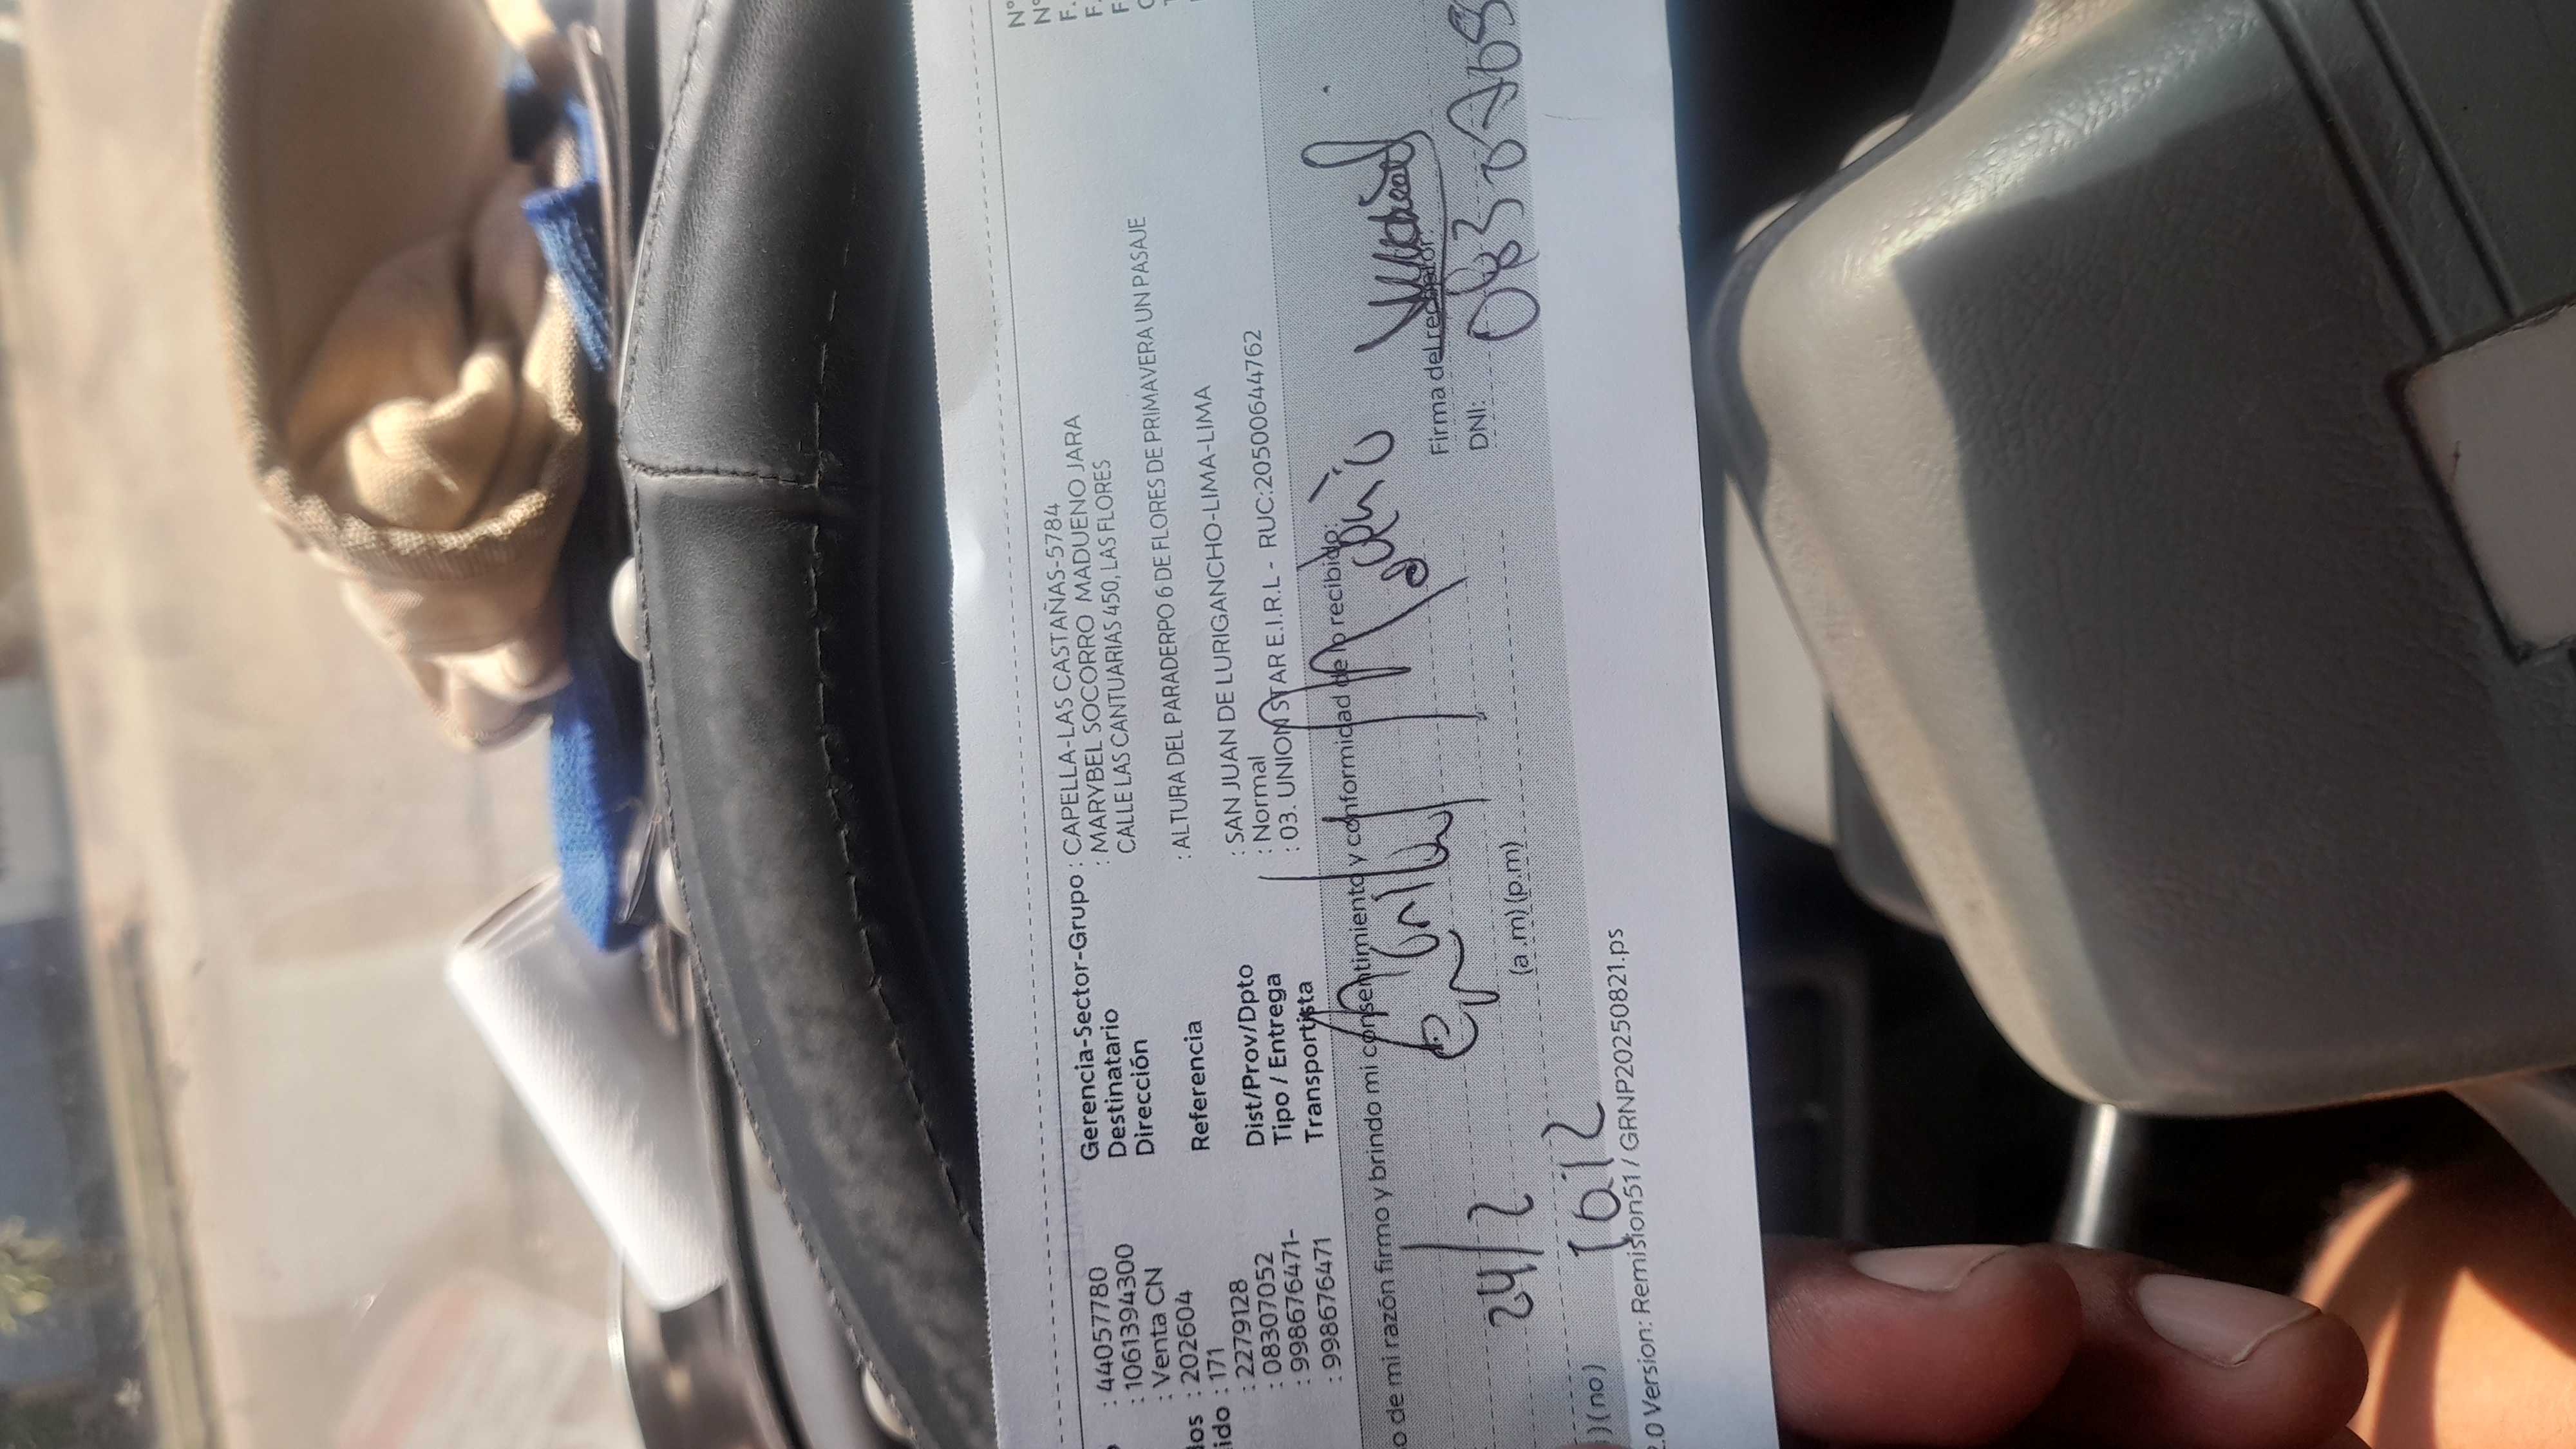 N°
N°
F.
F.
F
: 44057780 Gerencia-Sector-Grupo : CAPELLA-LAS CASTAÑAS-5784
: 1061394300 Destinatario : MARYBEL SOCORRO MADUENO JARA
: Venta CN Dirección CALLE LAS CANTUARIAS 450, LAS FLORES
los : 202604
ido : 171 Referencia : ALTURA DEL PARADERPO 6 DE FLORES DE PRIMAVERA UN PASAJE
: 2279128
: 08307052 Dist/Prov/Dpto : SAN JUAN DE LURIGANCHO-LIMA-LIMA
: 998676471- Tipo / Entrega : Normal
: 998676471 Transportista : 03. UNION STAR E.I.R.L - RUC:20500644762
o de mi razón firmo y brindo mi consentimiento y conformidad de lo recibido:
24/2
Firma del receptor:
(a .m) (p.m) DNI:
) (no) 10:12
.0 Version: Remision51 / GRNP20250821.ps